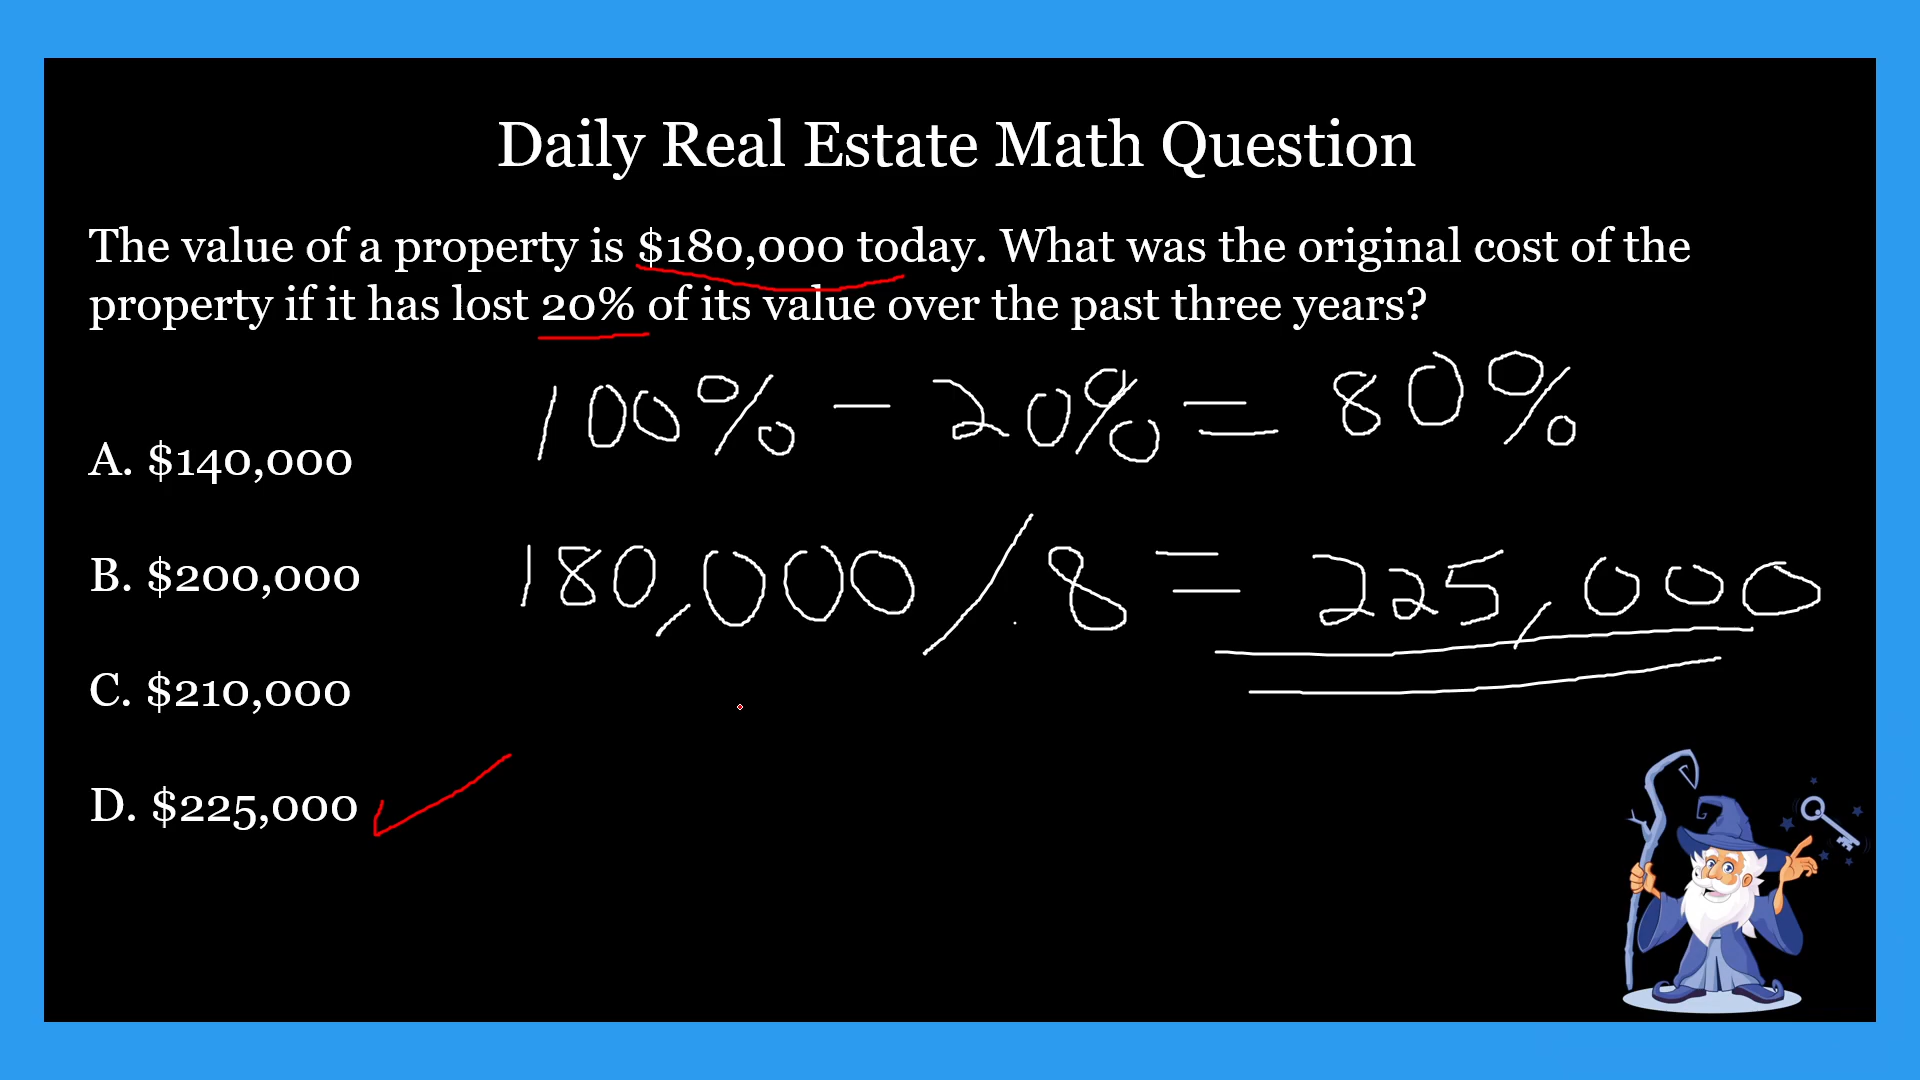 Daily Real Estate Math Question
The value of a property is $180,000 today. What was the original cost of the
property if it has lost 20% of its value over the past three years?
100% - 20% = 80%
A. $140,000
180,000 / .8 = 225,000
B. $200,000
C. $210,000
D. $225,000